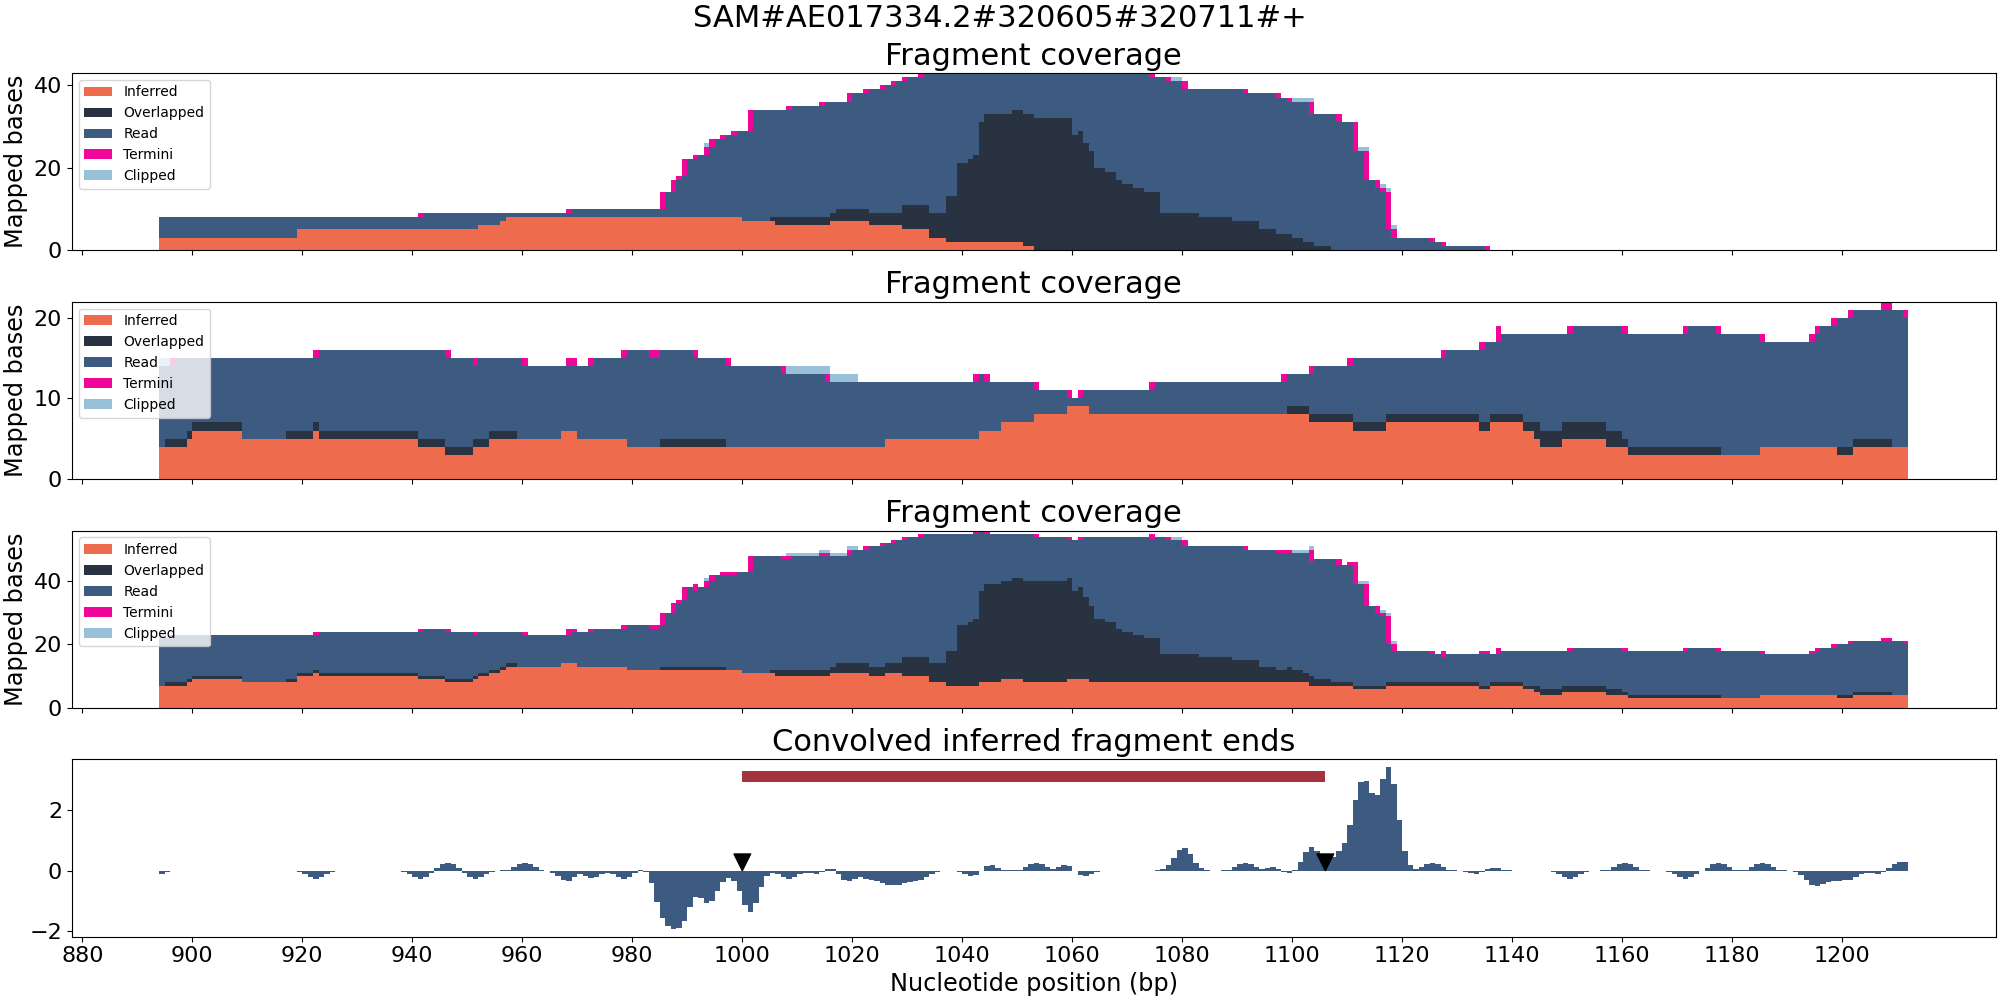 SAM#AE017334.2#320605#320711#+
Fragment coverage
Mapped bases
40
20
0
Inferred
Overlapped
Read
Termini
Clipped
Fragment coverage
Mapped bases
20
10
0
Inferred
Overlapped
Read
Termini
Clipped
Fragment coverage
Mapped bases
40
20
0
Inferred
Overlapped
Read
Termini
Clipped
Convolved inferred fragment ends
2
0
−2
880 900 920 940 960 980 1000 1020 1040 1060 1080 1100 1120 1140 1160 1180 1200
Nucleotide position (bp)